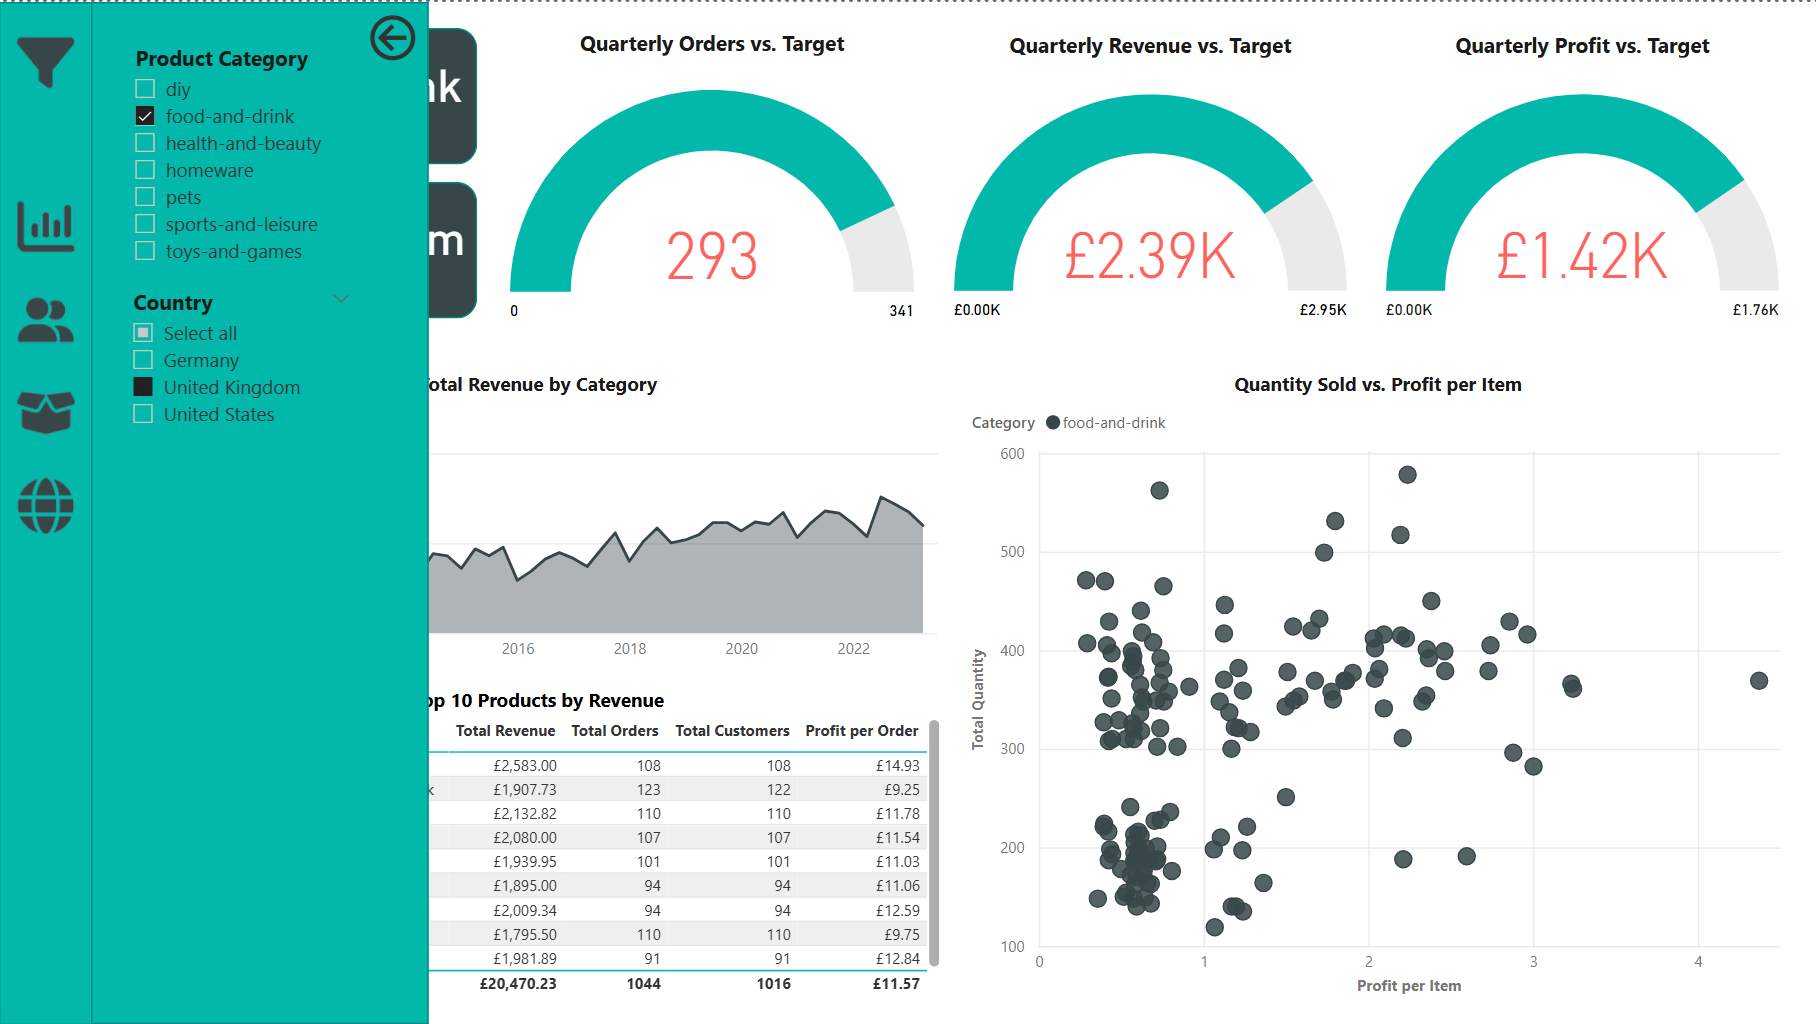 Product Category
diy
food-and-drink
health-and-beauty
homeware
pets
sports-and-leisure
toys-and-games
Country
Select all
Germany
United Kingdom
United States
nk
m
Quarterly Orders vs. Target
293
0
341
Quarterly Revenue vs. Target
£2.39K
£0.00K
£2.95K
Quarterly Profit vs. Target
£1.42K
£0.00K
£1.76K
otal Revenue by Category
2016 2018 2020 2022
op 10 Products by Revenue
Total Revenue Total Orders Total Customers Profit per Order
£2,583.00 108 108 £14.93
k £1,907.73 123 122 £9.25
£2,132.82 110 110 £11.78
£2,080.00 107 107 £11.54
£1,939.95 101 101 £11.03
£1,895.00 94 94 £11.06
£2,009.34 94 94 £12.59
£1,795.50 110 110 £9.75
£1,981.89 91 91 £12.84
£20,470.23 1044 1016 £11.57
Quantity Sold vs. Profit per Item
Category food-and-drink
600
500
400
300
200
100
Total Quantity
0 1 2 3 4
Profit per Item